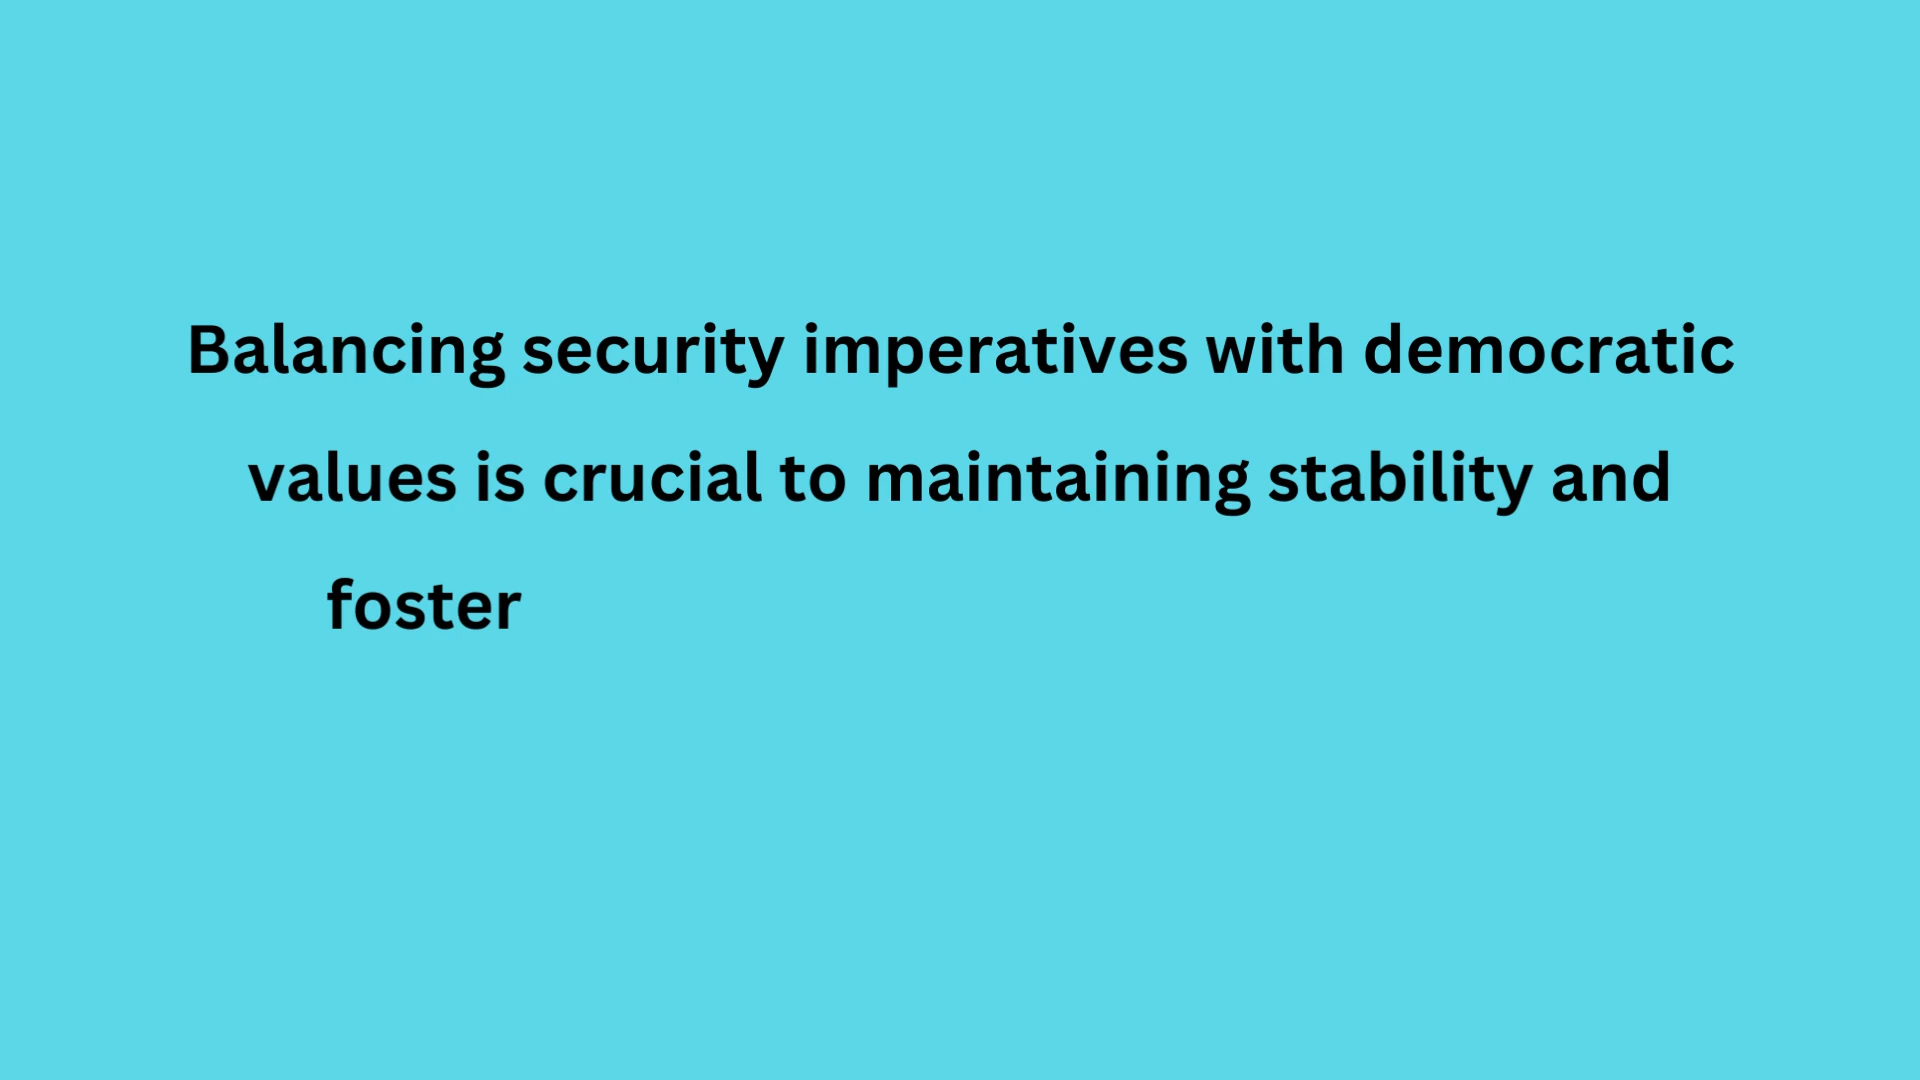 Balancing security imperatives with democratic
values is crucial to maintaining stability and
foster